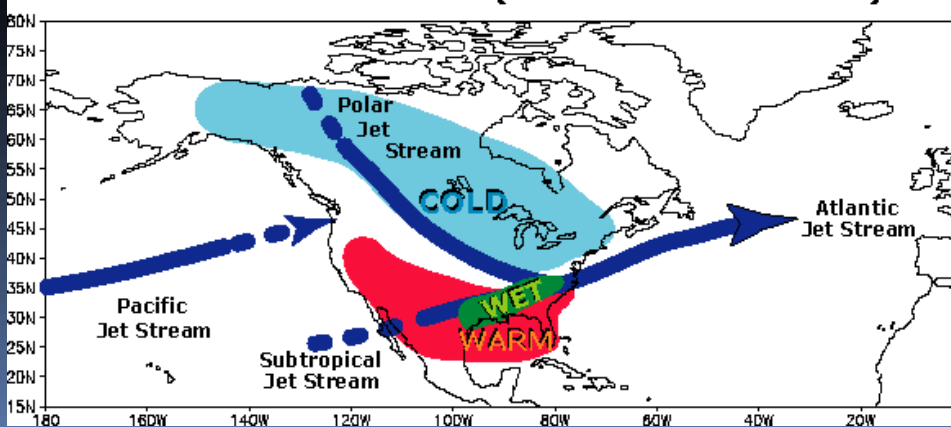 80N
75N
70N
65N
60N
55N
50N
45N
40N
35N
30N
25N
20N
15N
180
160W
140W
120W
100W
80W
60W
40W
20W
Polar
Jet
Stream
COLD
Atlantic
Jet Stream
Pacific
Jet Stream
WET
WARM
Subtropical
Jet Stream